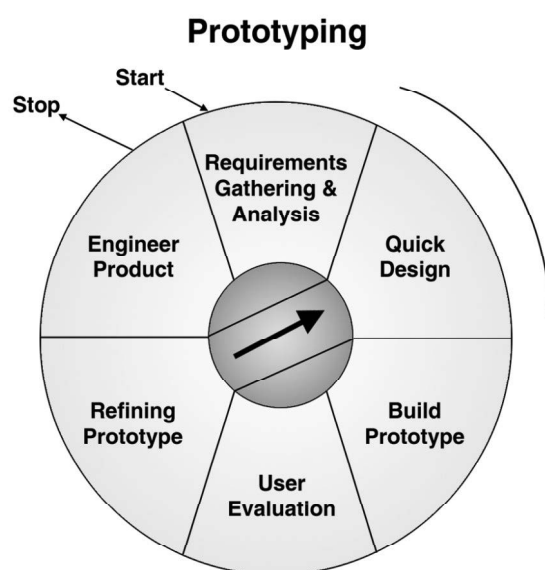 Prototyping
Start
Stop
Requirements
Gathering &
Analysis
Quick
Design
Build
Prototype
User
Evaluation
Refining
Prototype
Engineer
Product